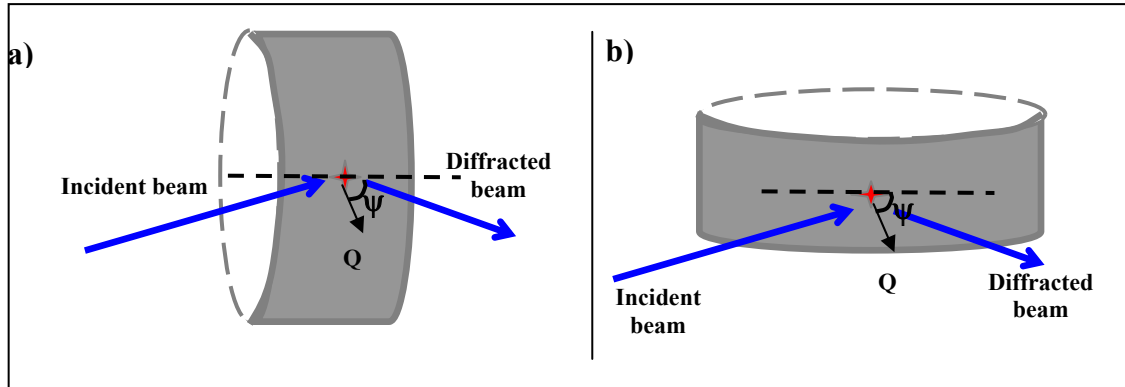 a)
Incident beam
Diffracted
beam
ψ
Q
b)
Incident
beam
ψ
Q
Diffracted
beam